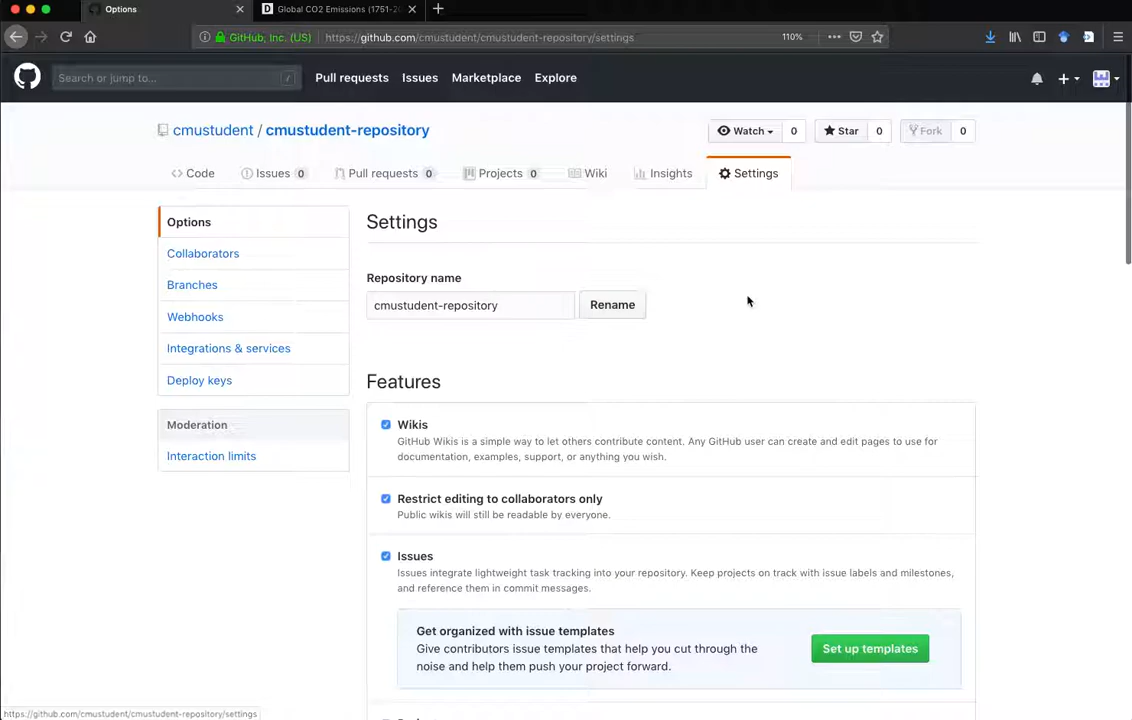 Options
Global CO2 Emissions (1751-2
GitHub, Inc. (US)
https://github.com/cmustudent/cmustudent-repository/settings
110%
Search or jump to...
/
Pull requests
Issues
Marketplace
Explore
cmustudent / cmustudent-repository
Watch
0
Star
0
Fork
0
Code
Issues 0
Pull requests 0
Projects 0
Wiki
Insights
Settings
Options
Collaborators
Branches
Webhooks
Integrations & services
Deploy keys
Moderation
Interaction limits
Settings
Repository name
cmustudent-repository
Rename
Features
Wikis
GitHub Wikis is a simple way to let others contribute content. Any GitHub user can create and edit pages to use for
documentation, examples, support, or anything you wish.
Restrict editing to collaborators only
Public wikis will still be readable by everyone.
Issues
Issues integrate lightweight task tracking into your repository. Keep projects on track with issue labels and milestones,
and reference them in commit messages.
Get organized with issue templates
Give contributors issue templates that help you cut through the
noise and help them push your project forward.
Set up templates
https://github.com/cmustudent/cmustudent-repository/settings